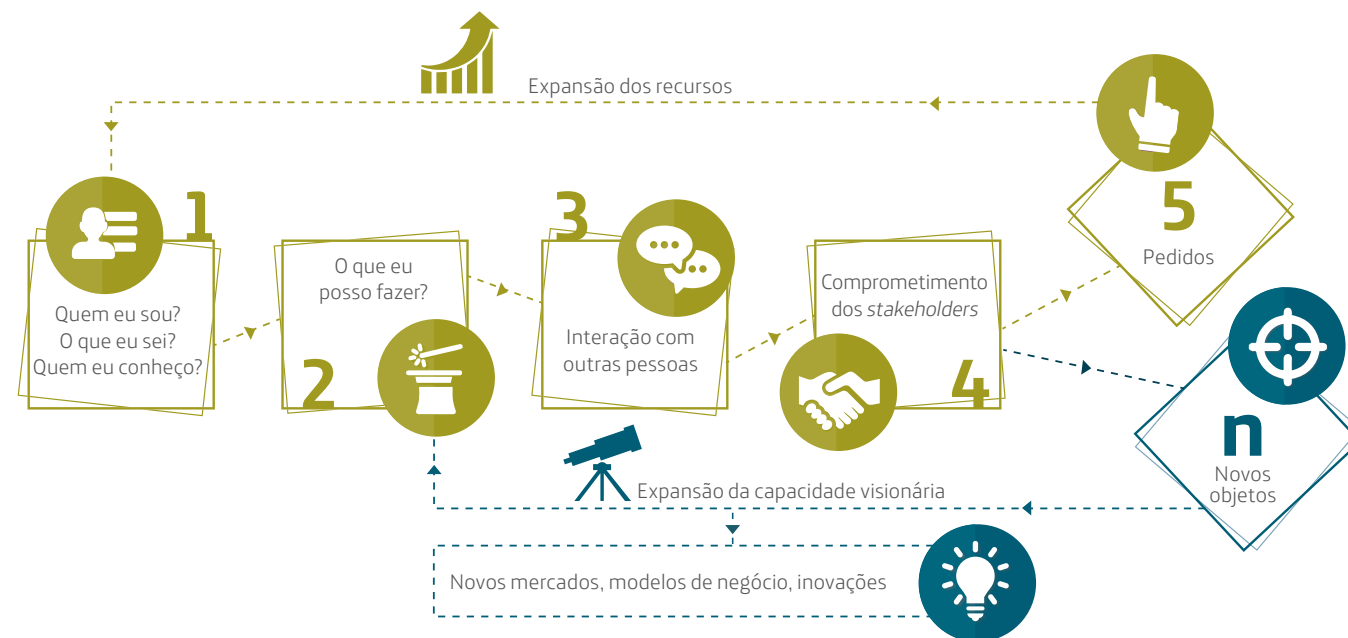 Expansão dos recursos
1
Quem eu sou?
O que eu sei?
Quem eu conheço?
2
O que eu
posso fazer?
3
Interação com
outras pessoas
4
Comprometimento
dos stakeholders
5
Pedidos
n
Novos
objetos
Expansão da capacidade visionária
Novos mercados, modelos de negócio, inovações